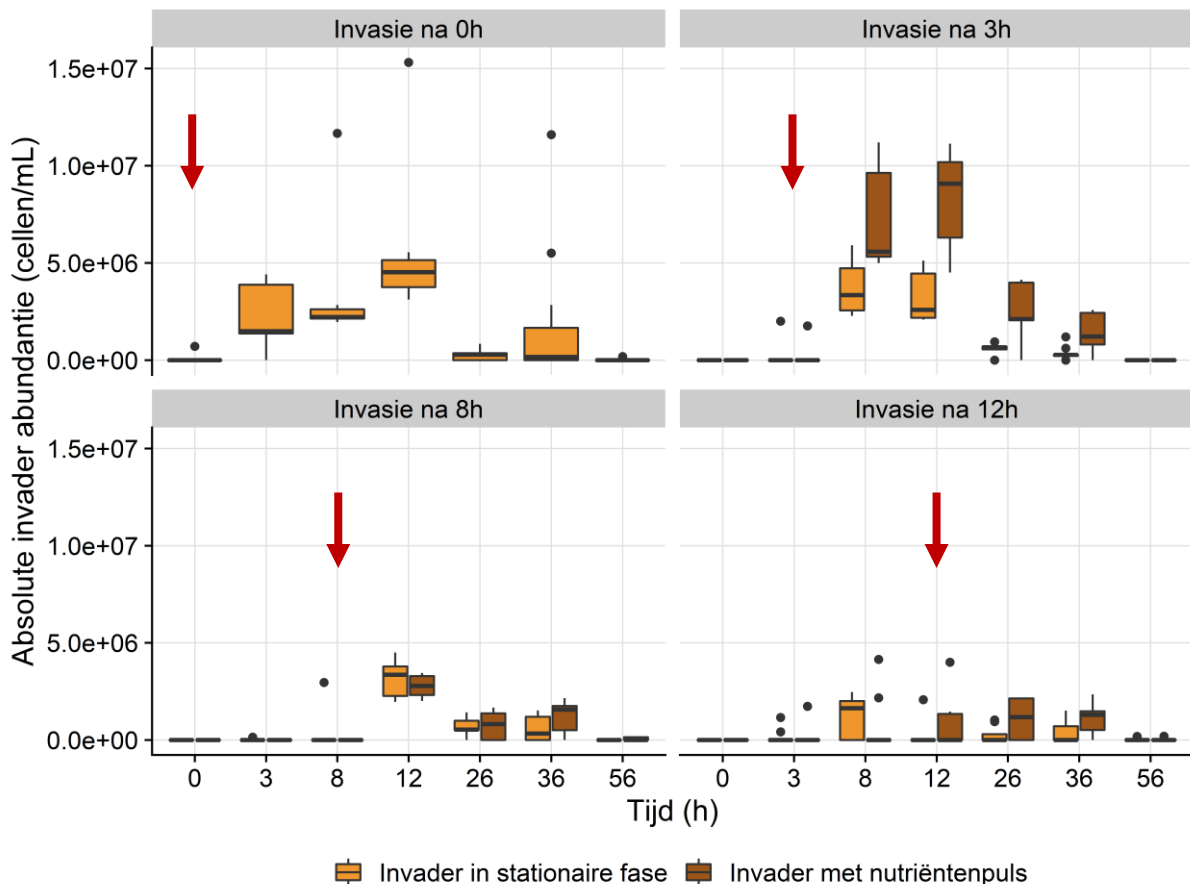 Invasie na 0h
Invasie na 3h
1.5e+07
1.0e+07
5.0e+06
0.0e+00
Invasie na 8h
Invasie na 12h
1.5e+07
1.0e+07
5.0e+06
0.0e+00
Absolute invader abundantie (cellen/mL)
0 3 8 12 26 36 56
0 3 8 12 26 36 56
Tijd (h)
Invader in stationaire fase
Invader met nutriëntenpuls